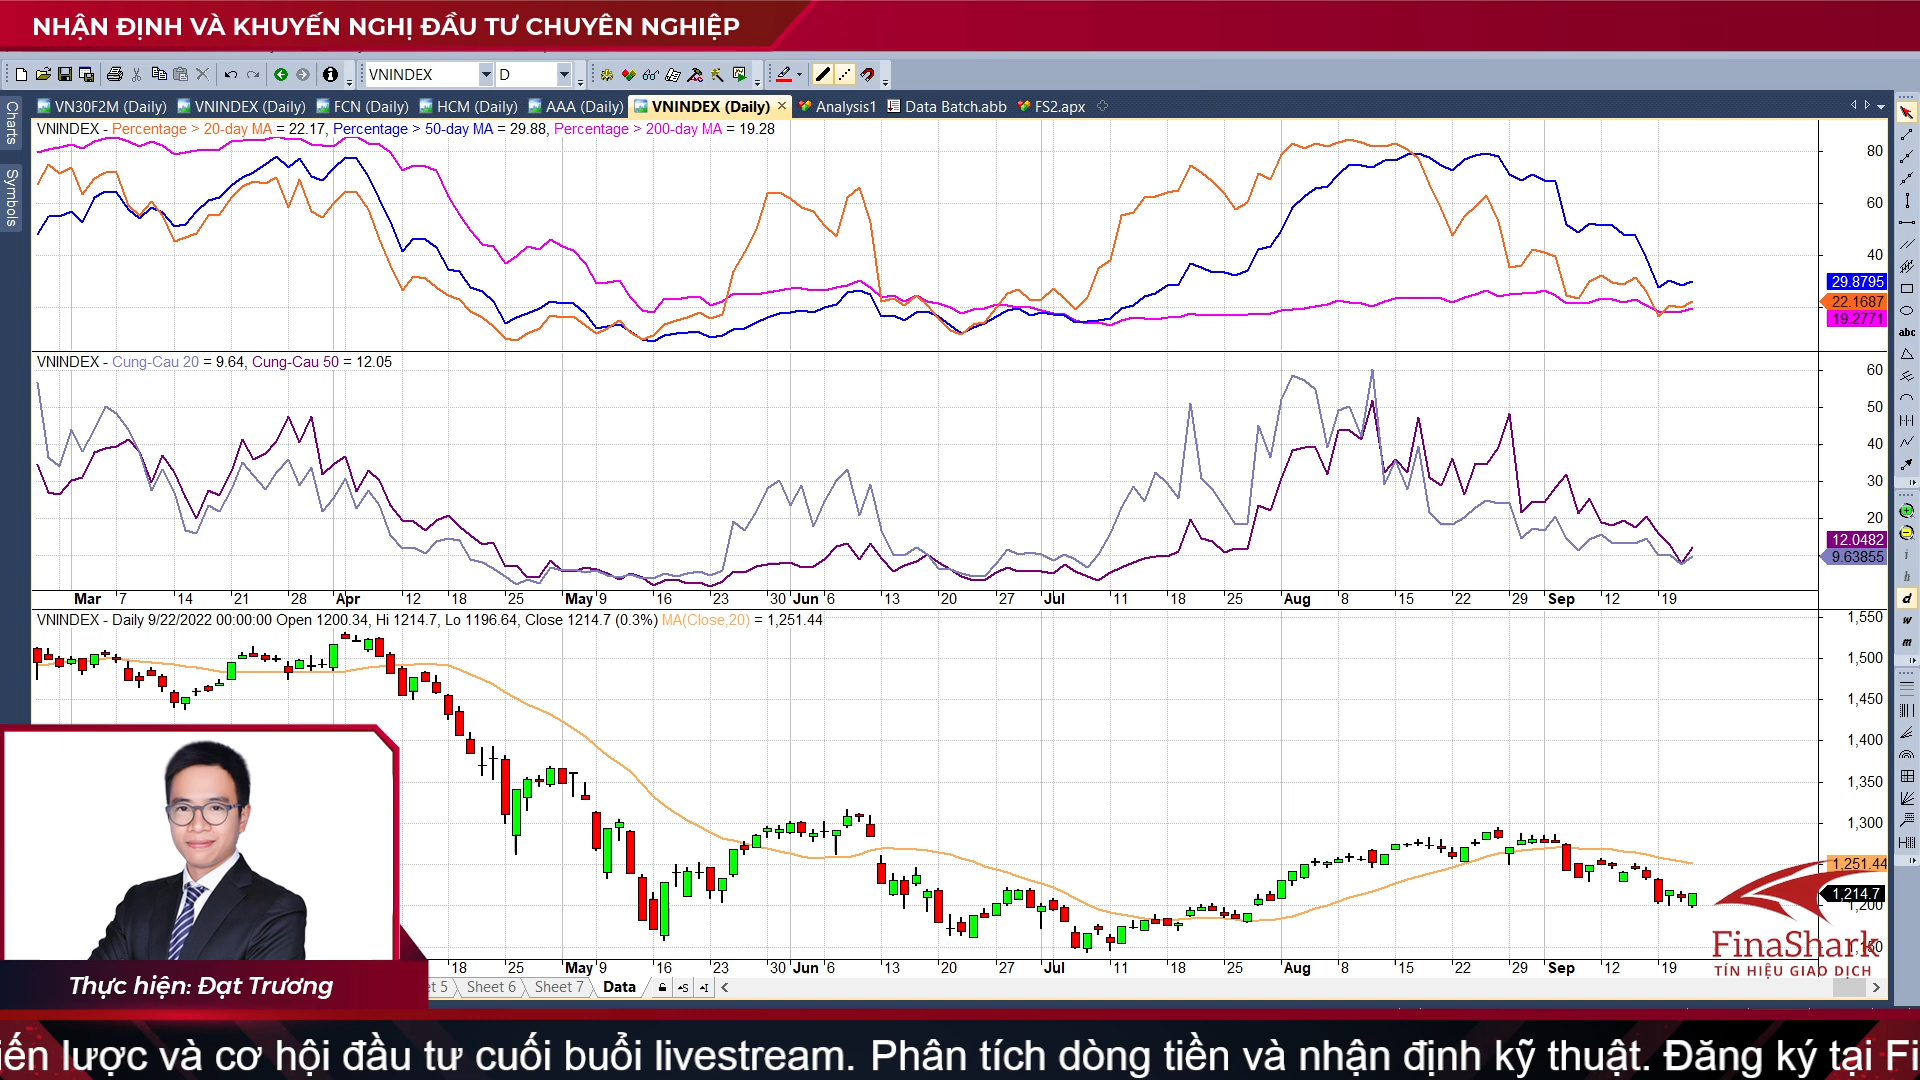 NHẬN ĐỊNH VÀ KHUYẾN NGHỊ ĐẦU TƯ CHUYÊN NGHIỆP
VNINDEX D
Charts
Symbols
VN30F2M (Daily) VNINDEX (Daily) FCN (Daily) HCM (Daily) AAA (Daily) VNINDEX (Daily) Analysis1 Data Batch.abb FS2.apx
VNINDEX - Percentage > 20-day MA = 22.17, Percentage > 50-day MA = 29.88, Percentage > 200-day MA = 19.28
80
60
40
29.8795
22.1687
19.2771
VNINDEX - Cung-Cau 20 = 9.64, Cung-Cau 50 = 12.05
60
50
40
30
20
12.0482
9.63855
Mar 7 14 21 28 Apr 12 18 25 May 9 16 23 30 Jun 6 13 20 27 Jul 11 18 25 Aug 8 15 22 29 Sep 12 19
VNINDEX - Daily 9/22/2022 00:00:00 Open 1200.34, Hi 1214.7, Lo 1196.64, Close 1214.7 (0.3%) MA(Close,20) = 1,251.44
1,550
1,500
1,450
1,400
1,350
1,300
1,251.44
1,214.7
1,200
1,150
FinaShark
TÍN HIỆU GIAO DỊCH
18 25 May 9 16 23 30 Jun 6 13 20 27 Jul 11 18 25 Aug 8 15 22 29 Sep 12 19
Thực hiện: Đạt Trương
et 5 Sheet 6 Sheet 7 Data
abc
i
h
d
w
m
iến lược và cơ hội đầu tư cuối buổi livestream. Phân tích dòng tiền và nhận định kỹ thuật. Đăng ký tại Fi